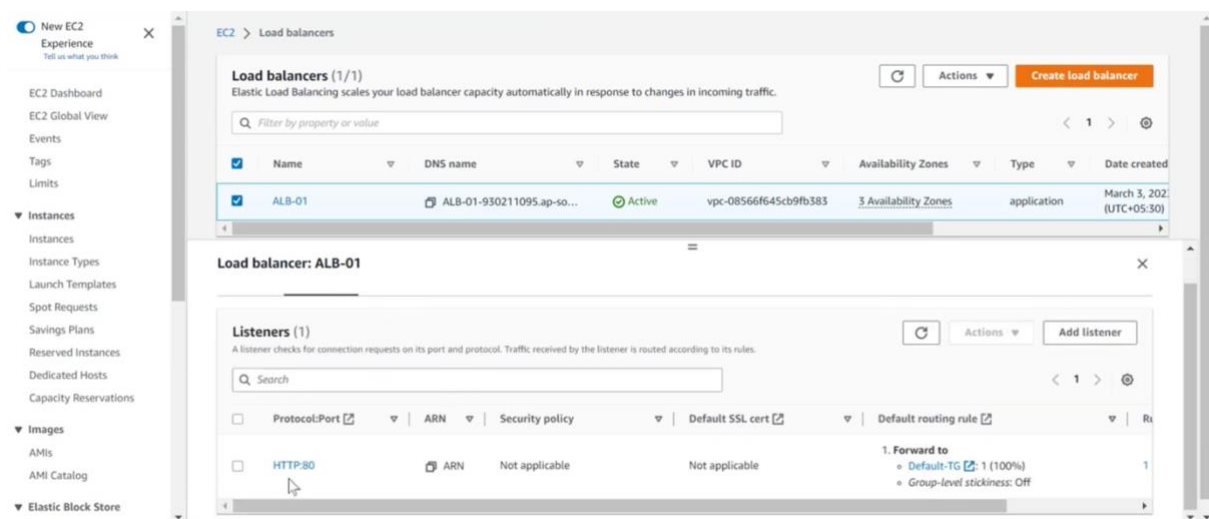 New EC2
Experience
Tell us what you think
EC2 Dashboard
EC2 Global View
Events
Tags
Limits
Instances
Instances
Instance Types
Launch Templates
Spot Requests
Savings Plans
Reserved Instances
Dedicated Hosts
Capacity Reservations
Images
AMIs
AMI Catalog
Elastic Block Store
EC2 > Load balancers
Load balancers (1/1)
Elastic Load Balancing scales your load balancer capacity automatically in response to changes in incoming traffic.
Actions
Create load balancer
Filter by property or value
< 1 >
Name DNS name State VPC ID Availability Zones Type Date created
ALB-01 ALB-01-930211095.ap-so... Active vpc-08566f645cb9fb383 3 Availability Zones application March 3, 202
(UTC+05:30)
Load balancer: ALB-01
Listeners (1)
A listener checks for connection requests on its port and protocol. Traffic received by the listener is routed according to its rules.
Actions
Add listener
Search
< 1 >
Protocol:Port ARN Security policy Default SSL cert Default routing rule
HTTP:80 ARN Not applicable Not applicable
1. Forward to
Default-TG : 1 (100%)
Group-level stickiness: Off
1